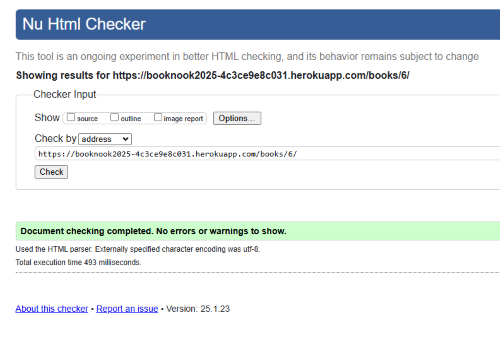 Nu Html Checker
This tool is an ongoing experiment in better HTML checking, and its behavior remains subject to change
Showing results for https://booknook2025-4c3ce9e8c031.herokuapp.com/books/6/
Checker Input
Show source outline image report Options...
Check by address
https://booknook2025-4c3ce9e8c031.herokuapp.com/books/6/
Check
Document checking completed. No errors or warnings to show.
Used the HTML parser. Externally specified character encoding was utf-8.
Total execution time 493 milliseconds.
About this checker • Report an issue • Version: 25.1.23